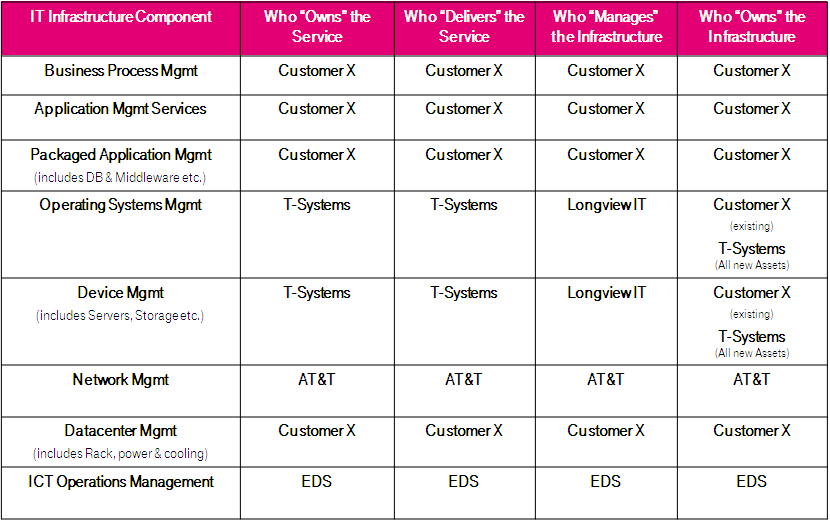 IT Infrastructure Component
Who “Owns” the
Service
Who “Delivers” the
Service
Who “Manages”
the Infrastructure
Who “Owns” the
Infrastructure
Business Process Mgmt
Customer X
Customer X
Customer X
Customer X
Application Mgmt Services
Customer X
Customer X
Customer X
Customer X
Packaged Application Mgmt
(includes DB & Middleware etc.)
Customer X
Customer X
Customer X
Customer X
Operating Systems Mgmt
T-Systems
T-Systems
Longview IT
Customer X
(existing)
T-Systems
(All new Assets)
Device Mgmt
(includes Servers, Storage etc.)
T-Systems
T-Systems
Longview IT
Customer X
(existing)
T-Systems
(All new Assets)
Network Mgmt
AT&T
AT&T
AT&T
AT&T
Datacenter Mgmt
(includes Rack, power & cooling)
Customer X
Customer X
Customer X
Customer X
ICT Operations Management
EDS
EDS
EDS
EDS